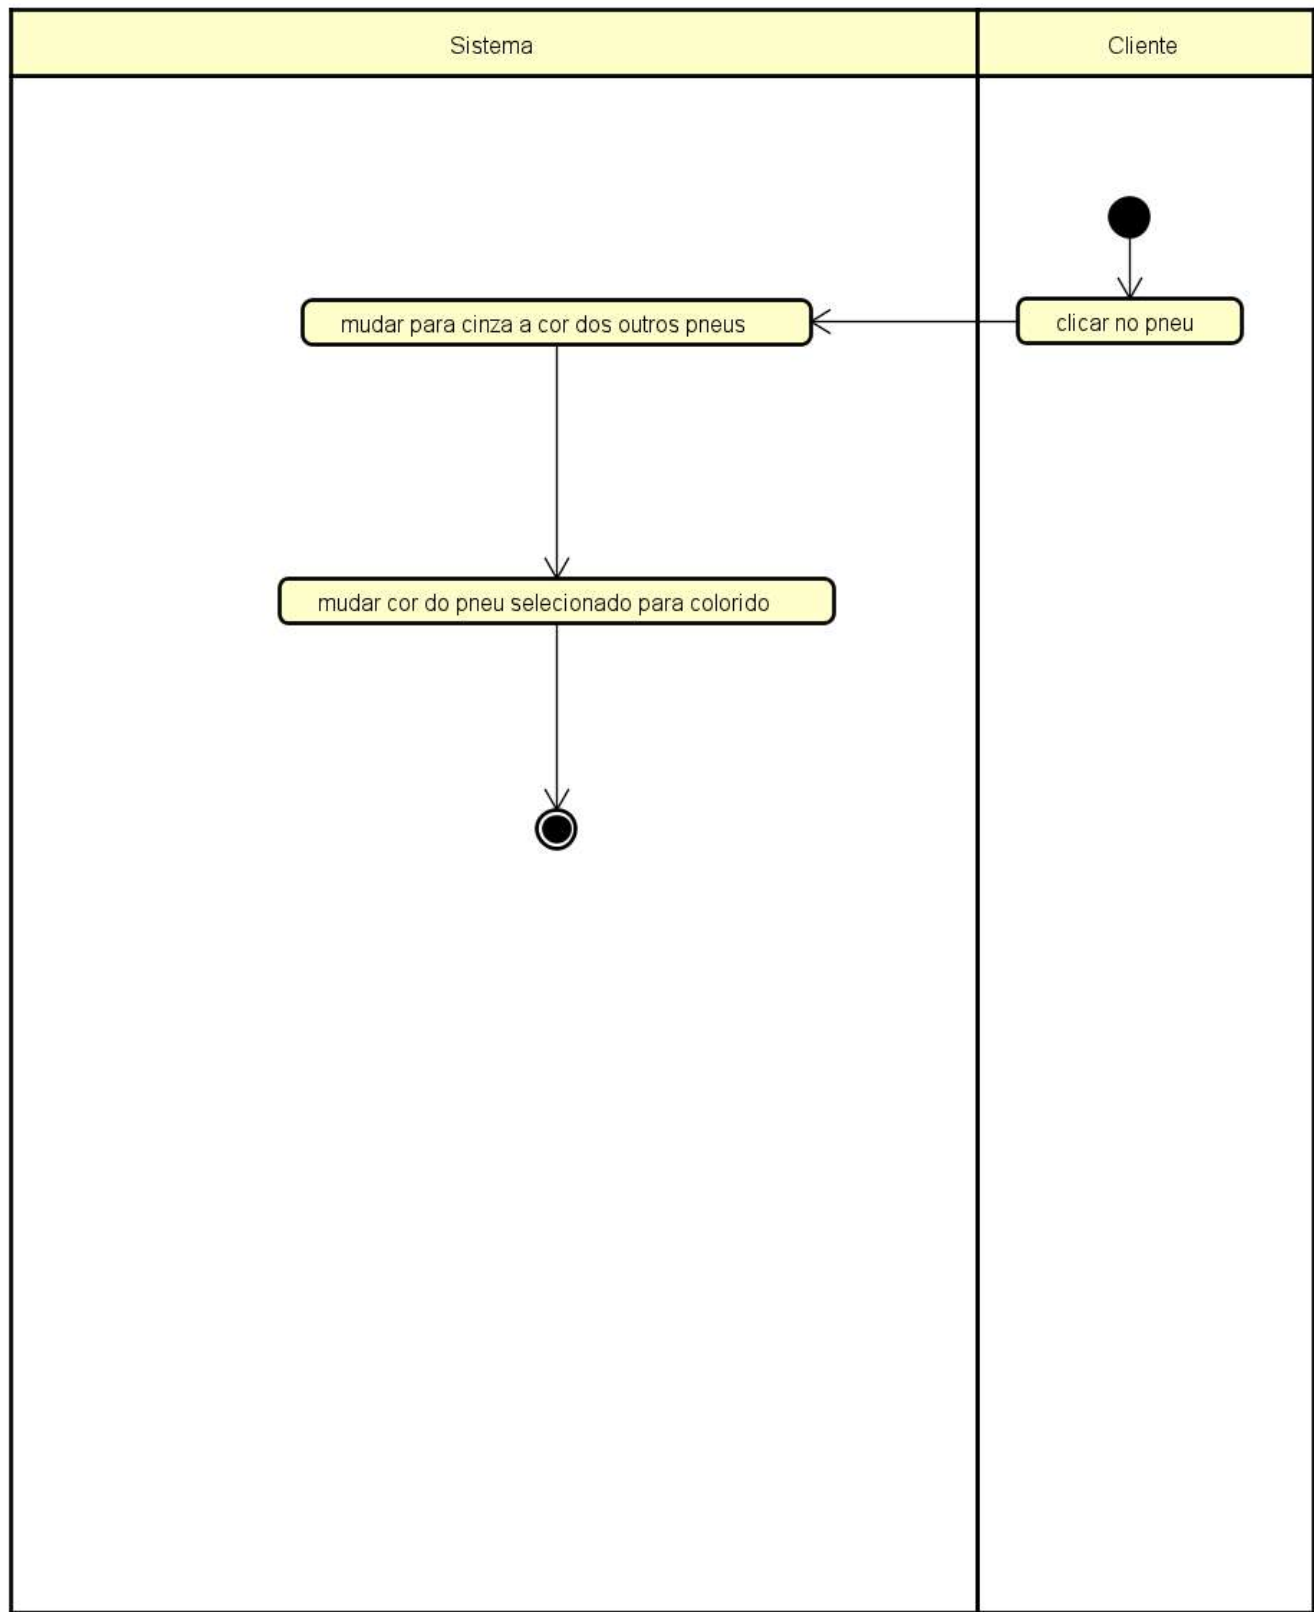 Sistema
Cliente
clicar no pneu
mudar para cinza a cor dos outros pneus
mudar cor do pneu selecionado para colorido